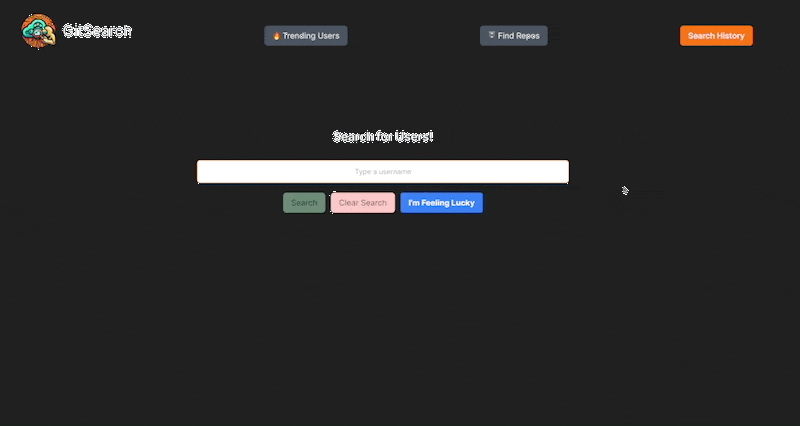 GitSearch
🔥 Trending Users
Find Repos
Search History
Search for Users!
Type a username
Search
Clear Search
I'm Feeling Lucky